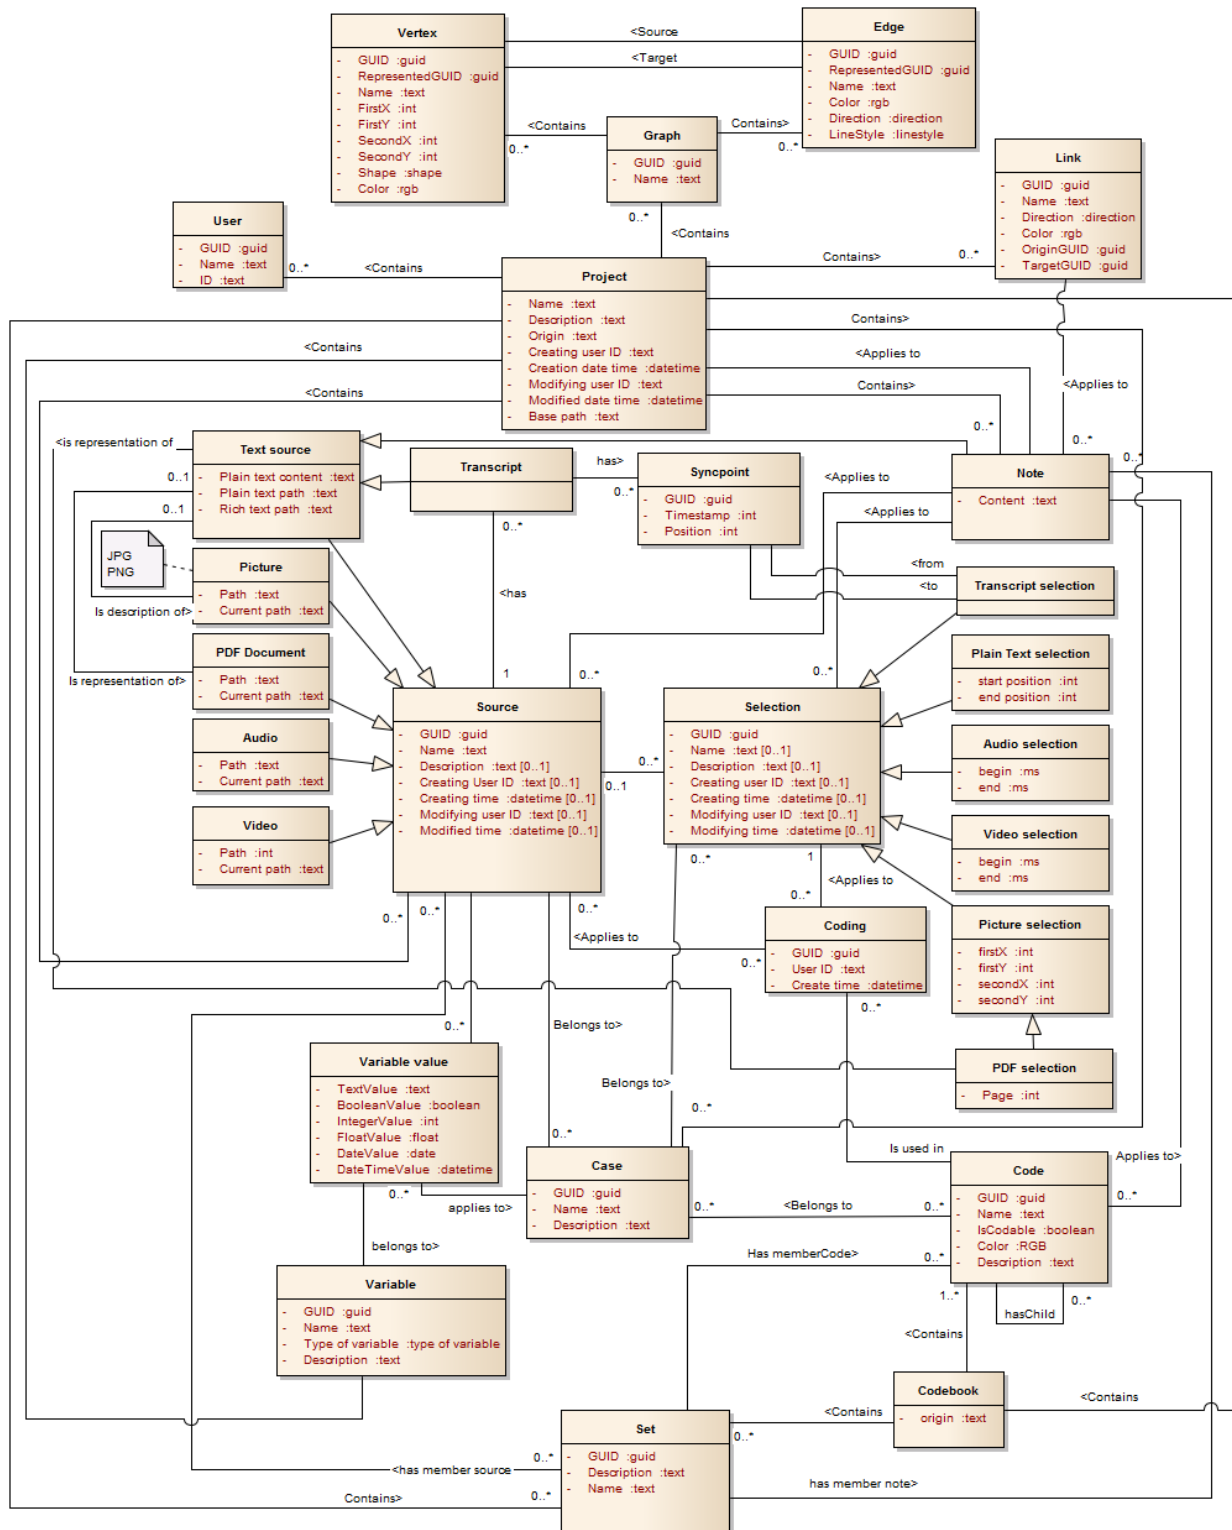 Vertex
- GUID :guid
- RepresentedGUID :guid
- Name :text
- FirstX :int
- FirstY :int
- SecondX :int
- SecondY :int
- Shape :shape
- Color :rgb
<Source
<Target
Edge
- GUID :guid
- RepresentedGUID :guid
- Name :text
- Color :rgb
- Direction :direction
- LineStyle :linestyle
<Contains
0..*
Graph
- GUID :guid
- Name :text
Contains>
0..*
Link
- GUID :guid
- Name :text
- Direction :direction
- Color :rgb
- OriginGUID :guid
- TargetGUID :guid
0..*
<Contains
User
- GUID :guid
- Name :text
- ID :text
0..*
<Contains
Contains>
0..*
Project
- Name :text
- Description :text
- Origin :text
- Creating user ID :text
- Creation date time :datetime
- Modifying user ID :text
- Modified date time :datetime
- Base path :text
<Contains
<Contains
Contains>
<Applies to
Contains>
<Applies to
0..*
0..*
0..*
<is representation of
Text source
- Plain text content :text
- Plain text path :text
- Rich text path :text
0..1
0..1
Transcript
has>
0..*
0..*
Syncpoint
- GUID :guid
- Timestamp :int
- Position :int
<Applies to
<Applies to
Note
- Content :text
JPG
PNG
Picture
- Path :text
- Current path :text
Is description of>
<has
<from
<to
Transcript selection
PDF Document
- Path :text
- Current path :text
Is representation of>
1
0..*
0..*
Plain Text selection
- start position :int
- end position :int
Source
- GUID :guid
- Name :text
- Description :text [0..1]
- Creating User ID :text [0..1]
- Creating time :datetime [0..1]
- Modifying user ID :text [0..1]
- Modified time :datetime [0..1]
0..1
0..*
Selection
- GUID :guid
- Name :text [0..1]
- Description :text [0..1]
- Creating user ID :text [0..1]
- Creating time :datetime [0..1]
- Modifying user ID :text [0..1]
- Modifying time :datetime [0..1]
Audio
- Path :text
- Current path :text
Audio selection
- begin :ms
- end :ms
Video
- Path :int
- Current path :text
Video selection
- begin :ms
- end :ms
0..*
1
<Applies to
0..*
0..*
0..*
0..*
0..*
<Applies to
0..*
Coding
- GUID :guid
- User ID :text
- Create time :datetime
Picture selection
- firstX :int
- firstY :int
- secondX :int
- secondY :int
0..*
0..*
Belongs to>
Belongs to>
Variable value
- TextValue :text
- BooleanValue :boolean
- IntegerValue :int
- FloatValue :float
- DateValue :date
- DateTimeValue :datetime
PDF selection
- Page :int
0..*
0..*
Is used in
Applies to>
Case
- GUID :guid
- Name :text
- Description :text
0..*
applies to>
0..*
<Belongs to
0..*
0..*
Code
- GUID :guid
- Name :text
- IsCodable :boolean
- Color :RGB
- Description :text
belongs to>
Has memberCode>
0..*
Variable
- GUID :guid
- Name :text
- Type of variable :type of variable
- Description :text
1..*
0..*
hasChild
<Contains
Codebook
- origin :text
<Contains
<Contains
0..*
Set
- GUID :guid
- Description :text
- Name :text
0..*
<has member source
has member note>
Contains>
0..*